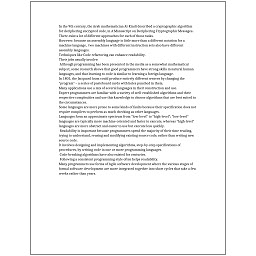 In the 9th century, the Arab mathematician Al-Kindi described a cryptographic algorithm
for deciphering encrypted code, in A Manuscript on Deciphering Cryptographic Messages.
There exist a lot of different approaches for each of those tasks.
However, because an assembly language is little more than a different notation for a
machine language, two machines with different instruction sets also have different
assembly languages.
Techniques like Code refactoring can enhance readability.
Their jobs usually involve:
Although programming has been presented in the media as a somewhat mathematical
subject, some research shows that good programmers have strong skills in natural human
languages, and that learning to code is similar to learning a foreign language.
In 1801, the Jacquard loom could produce entirely different weaves by changing the
"program" – a series of pasteboard cards with holes punched in them.
Many applications use a mix of several languages in their construction and use.
Expert programmers are familiar with a variety of well-established algorithms and their
respective complexities and use this knowledge to choose algorithms that are best suited to
the circumstances.
Some languages are more prone to some kinds of faults because their specification does not
require compilers to perform as much checking as other languages.
Languages form an approximate spectrum from "low-level" to "high-level"; "low-level"
languages are typically more machine-oriented and faster to execute, whereas "high-level"
languages are more abstract and easier to use but execute less quickly.
Readability is important because programmers spend the majority of their time reading,
trying to understand, reusing and modifying existing source code, rather than writing new
source code.
It involves designing and implementing algorithms, step-by-step specifications of
procedures, by writing code in one or more programming languages.
Code-breaking algorithms have also existed for centuries.
Following a consistent programming style often helps readability.
Many programmers use forms of Agile software development where the various stages of
formal software development are more integrated together into short cycles that take a few
weeks rather than years.